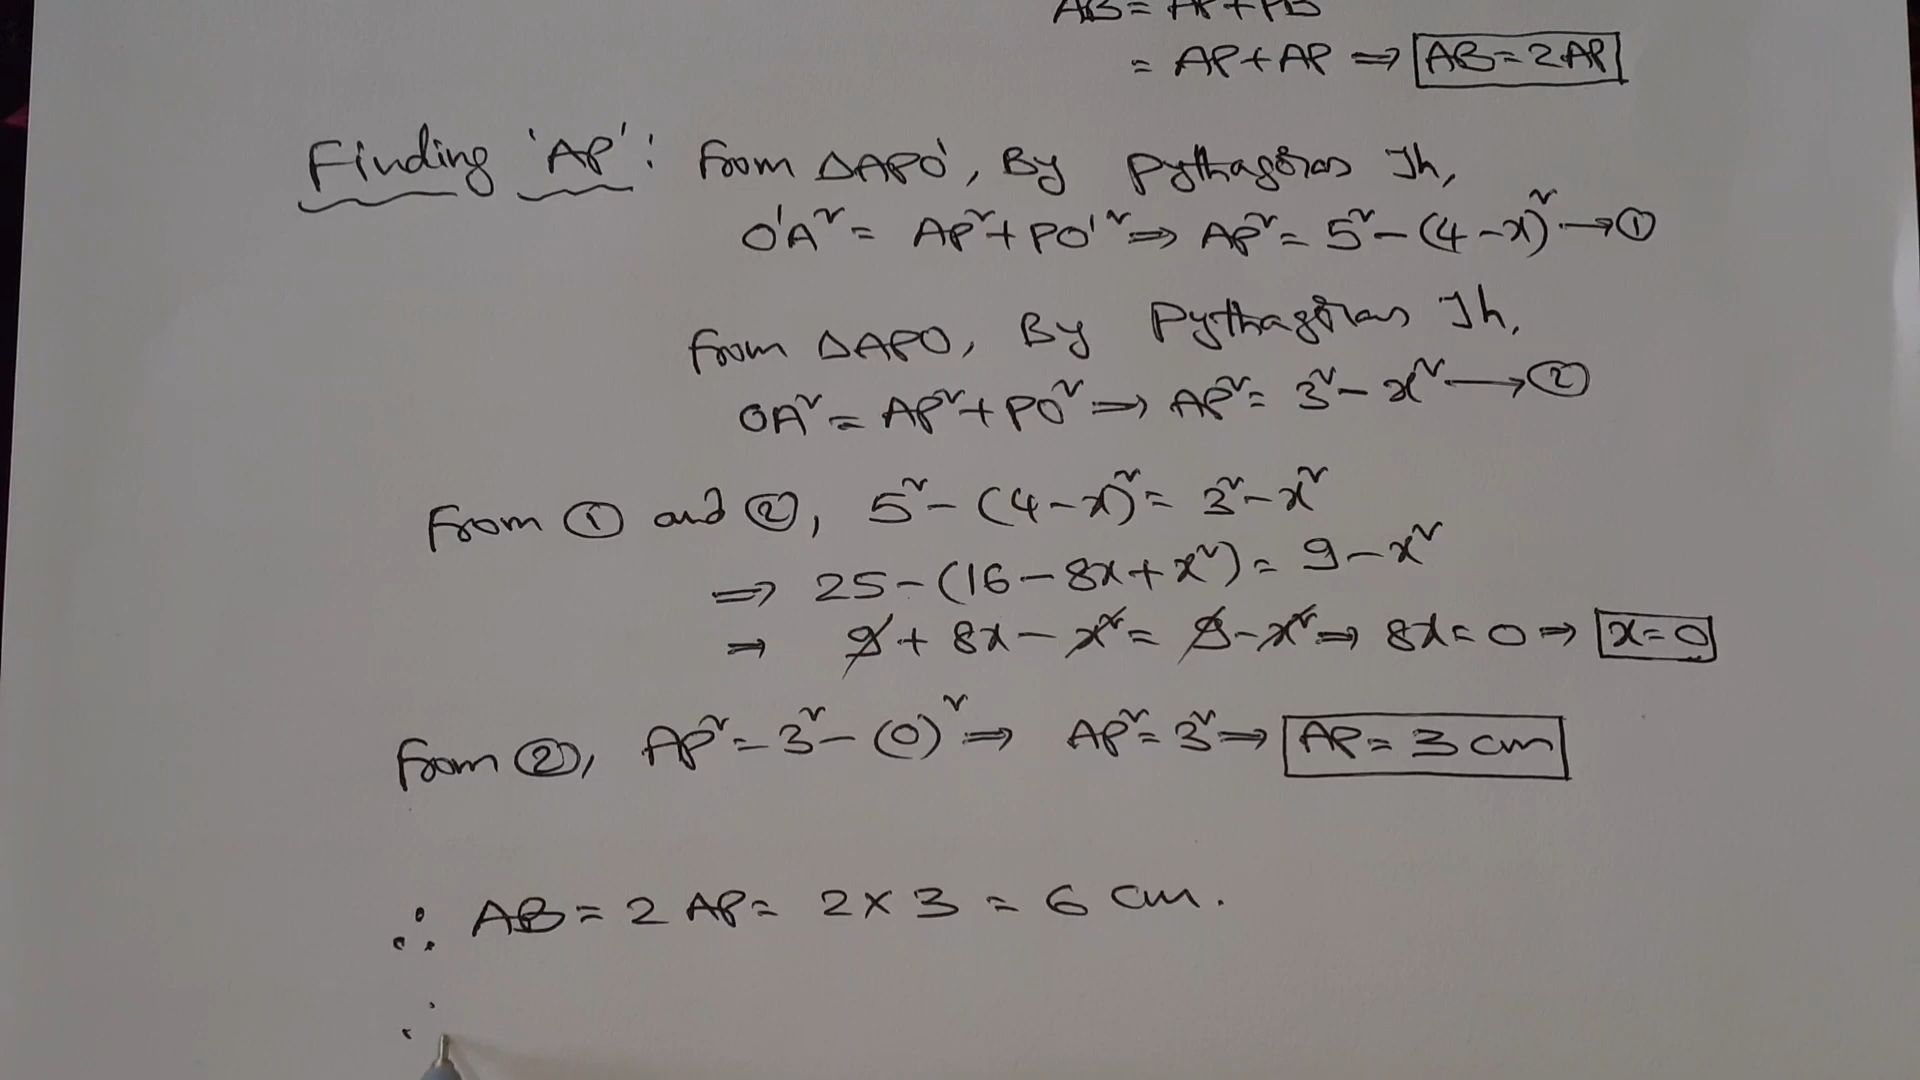 AB = AP + PB
= AP + AP ⇒ AB = 2AP
Finding 'AP': From ΔAPO', By Pythagoras Th,
O'A² = AP² + PO'² ⇒ AP² = 5² - (4-x)² → ①
From ΔAPO, By Pythagoras Th,
OA² = AP² + PO² ⇒ AP² = 3² - x² → ②
From ① and ②, 5² - (4-x)² = 3² - x²
⇒ 25 - (16 - 8x + x²) = 9 - x²
⇒ 9 + 8x - x² = 9 - x² ⇒ 8x = 0 ⇒ x = 0
From ②, AP² = 3² - (0)² ⇒ AP² = 3² ⇒ AP = 3 cm
∴ AB = 2 AP = 2 × 3 = 6 cm.